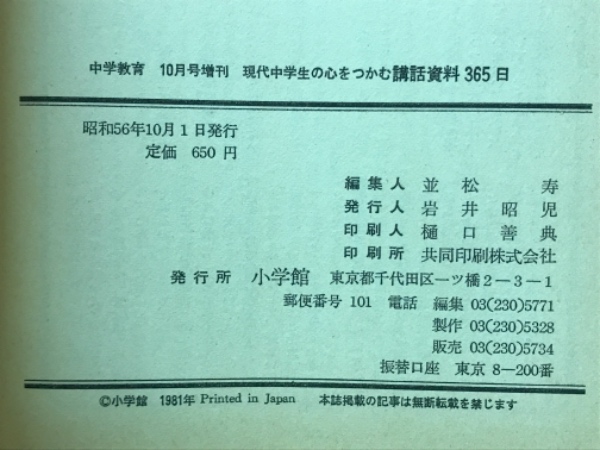 中学教育 10月号増刊 現代中学生の心をつかむ講話資料365日
昭和56年10月1日発行
定価 650円
編集人 並松 寿
発行人 岩井昭児
印刷人 樋口善典
印刷所 共同印刷株式会社
発行所 小学館 東京都千代田区一ツ橋2－3－1
郵便番号 101 電話 編集 03(230)5771
製作 03(230)5328
販売 03(230)5734
振替口座 東京 8－200番
©小学館 1981年 Printed in Japan 本誌掲載の記事は無断転載を禁じます